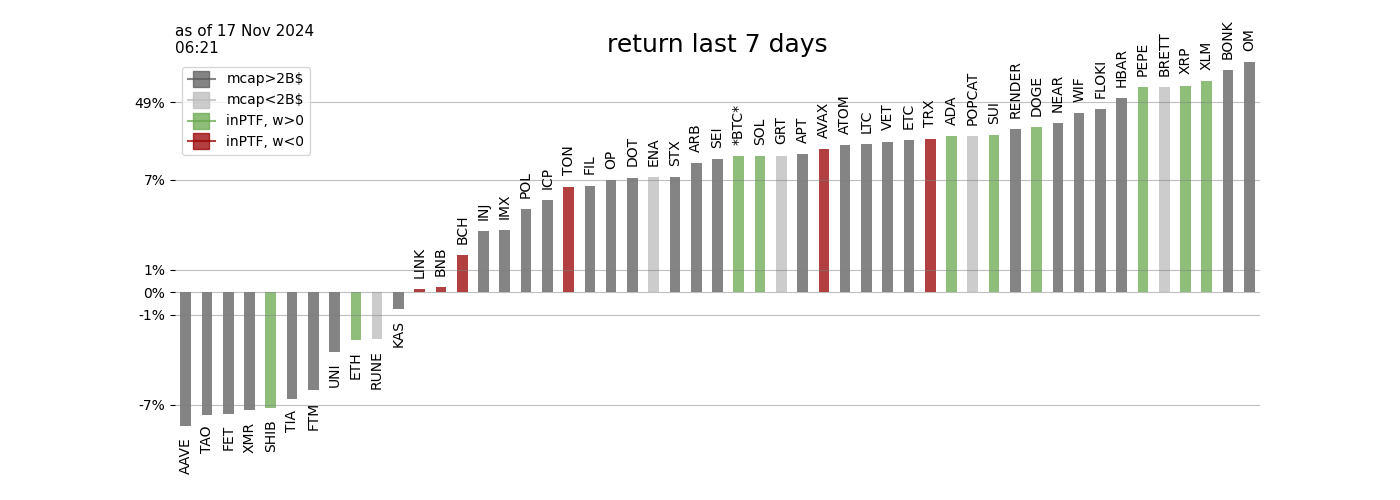 as of 17 Nov 2024
06:21
return last 7 days
mcap>2B$
mcap<2B$
inPTF, w>0
inPTF, w<0
49%
7%
1%
0%
-1%
-7%
AAVE
TAO
FET
XMR
SHIB
TIA
FTM
UNI
ETH
RUNE
KAS
LINK
BNB
BCH
INJ
IMX
POL
ICP
TON
FIL
OP
DOT
ENA
STX
ARB
SEI
*BTC*
SOL
GRT
APT
AVAX
ATOM
LTC
VET
ETC
TRX
ADA
POPCAT
SUI
RENDER
DOGE
NEAR
WIF
FLOKI
HBAR
PEPE
BRETT
XRP
XLM
BONK
OM